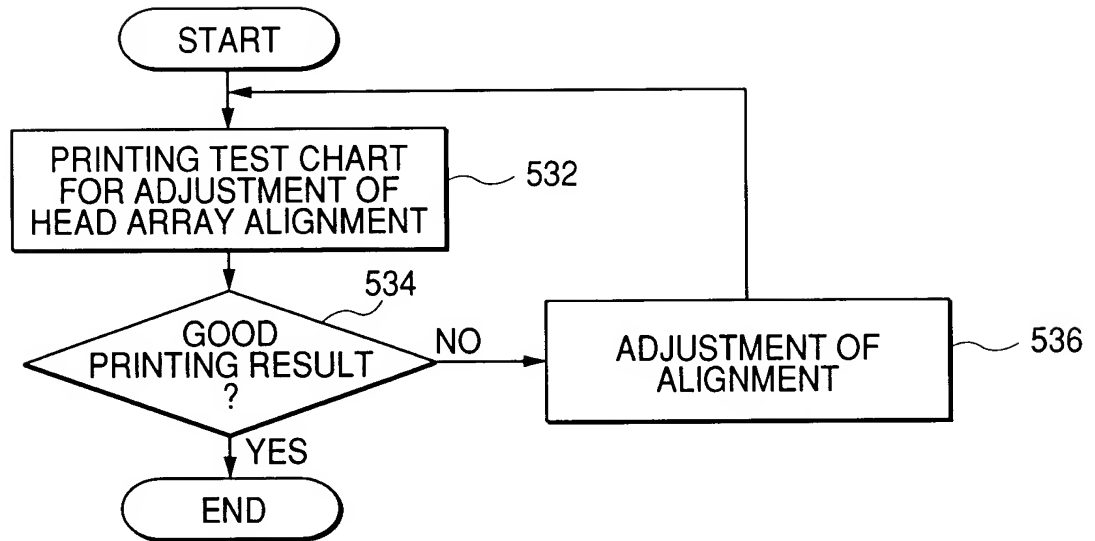 START
PRINTING TEST CHART
FOR ADJUSTMENT OF
HEAD ARRAY ALIGNMENT
532
534
GOOD
PRINTING RESULT
?
NO
ADJUSTMENT OF
ALIGNMENT
536
YES
END